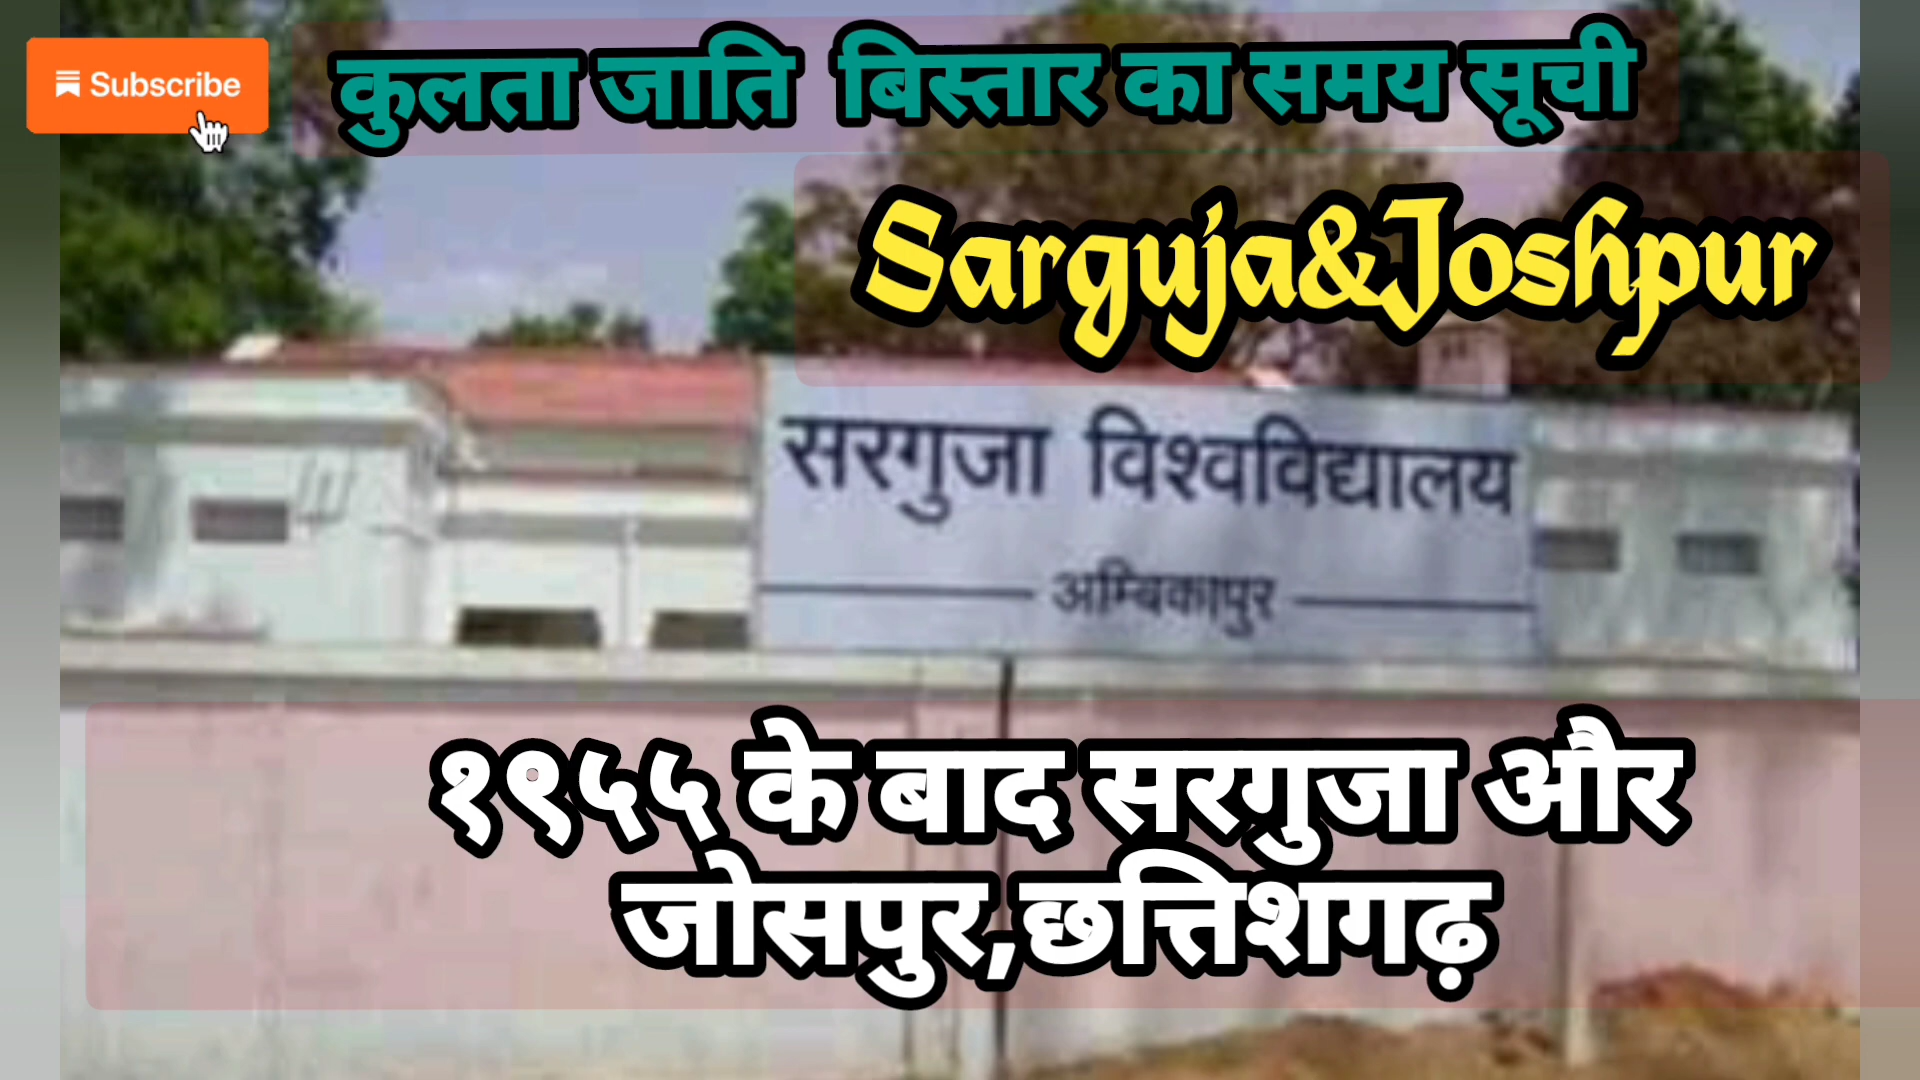 Subscribe
कुलता जाति बिस्तार का समय सूची
Sarguja&Joshpur
सरगुजा विश्वविद्यालय
अम्बिकापुर
१९५५ के बाद सरगुजा और
जोसपुर,छत्तिशगढ़